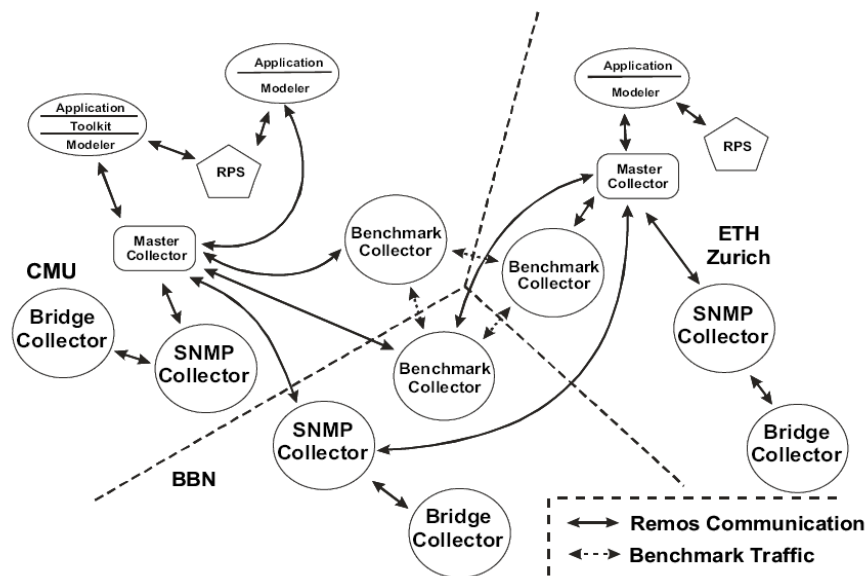 Application
Modeler
Application
Toolkit
Modeler
RPS
Application
Modeler
RPS
Master
Collector
Master
Collector
Benchmark
Collector
Benchmark
Collector
ETH
Zurich
CMU
Bridge
Collector
SNMP
Collector
SNMP
Collector
Benchmark
Collector
SNMP
Collector
BBN
Bridge
Collector
Bridge
Collector
Remos Communication
Benchmark Traffic